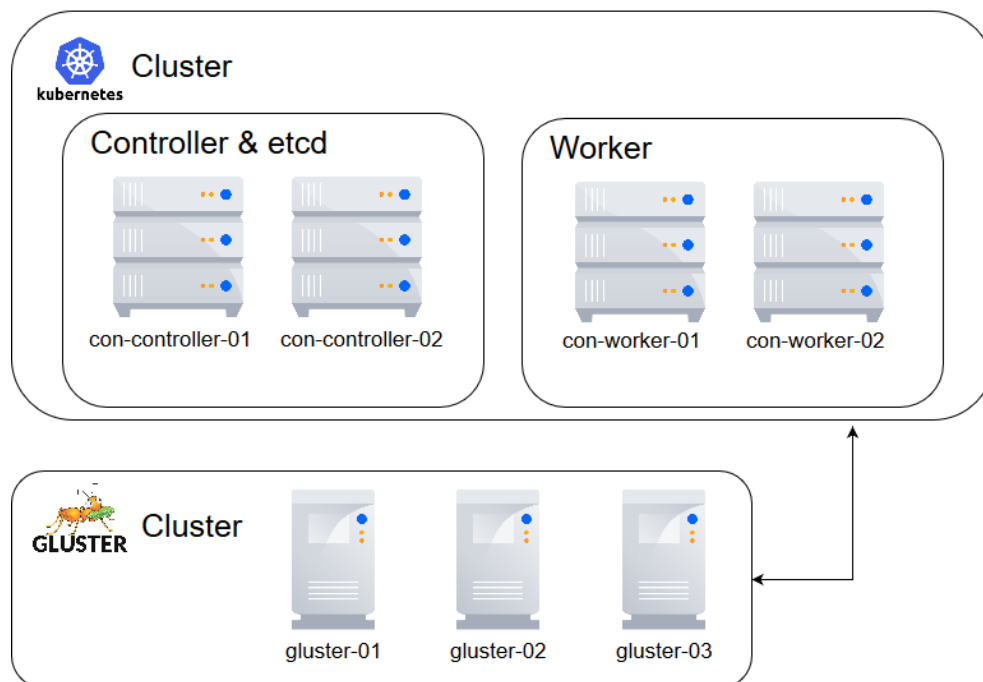 kubernetes
Cluster
Controller & etcd
con-controller-01
con-controller-02
Worker
con-worker-01
con-worker-02
GLUSTER
Cluster
gluster-01
gluster-02
gluster-03